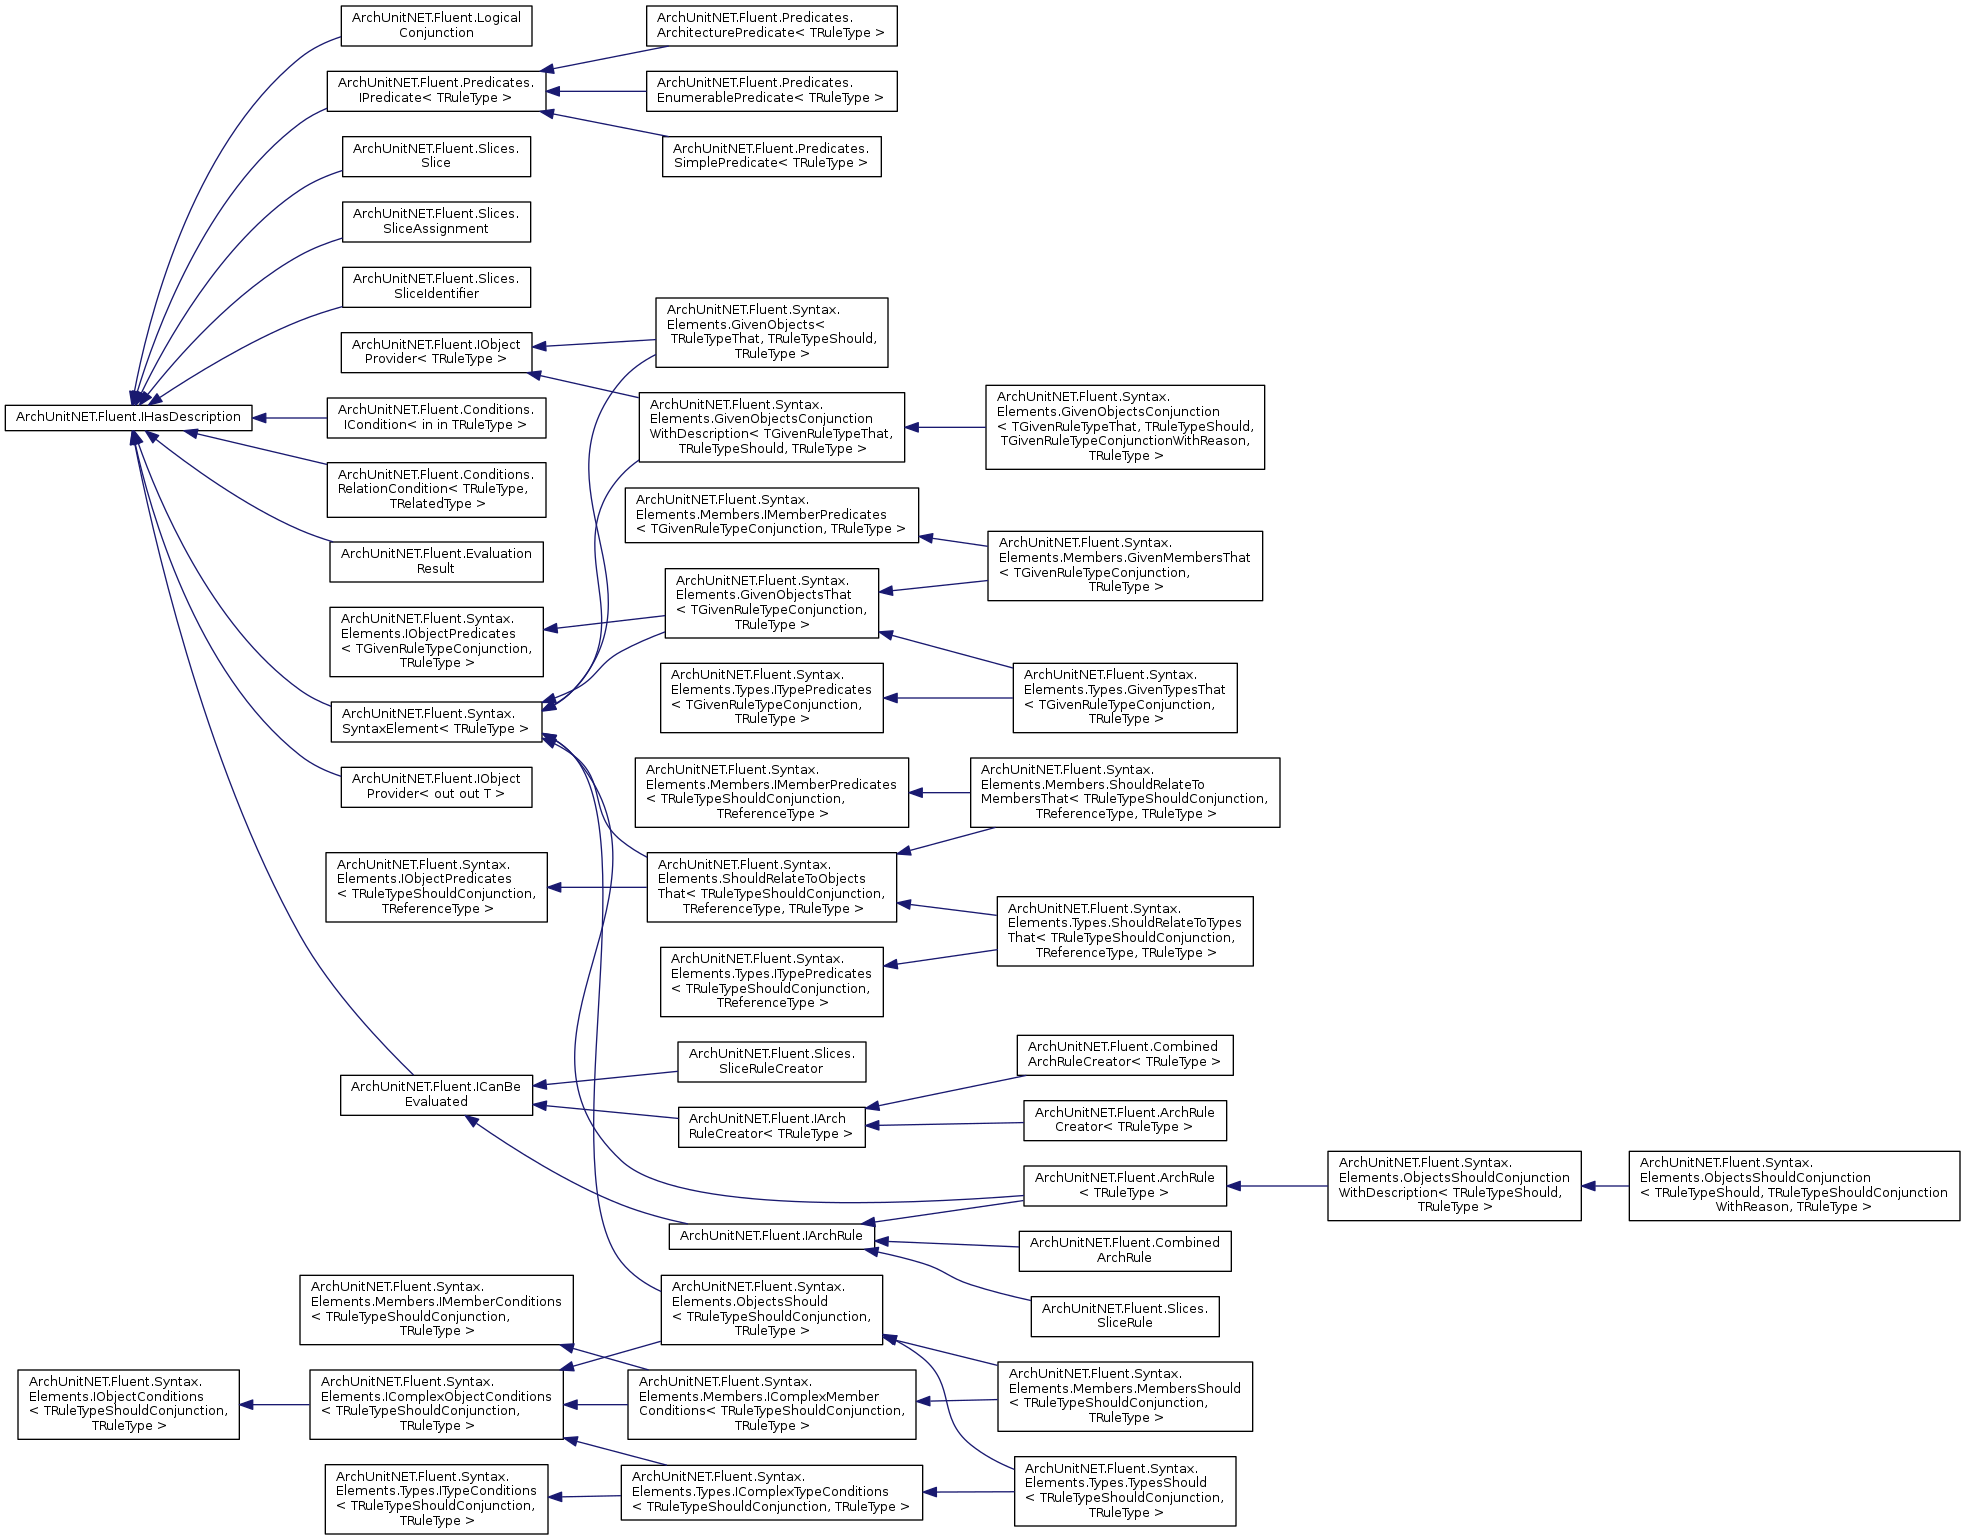 ArchUnitNET.Fluent.IHasDescription
ArchUnitNET.Fluent.Logical
Conjunction
ArchUnitNET.Fluent.Predicates.
IPredicate< TRuleType >
ArchUnitNET.Fluent.Predicates.
ArchitecturePredicate< TRuleType >
ArchUnitNET.Fluent.Predicates.
EnumerablePredicate< TRuleType >
ArchUnitNET.Fluent.Predicates.
SimplePredicate< TRuleType >
ArchUnitNET.Fluent.Slices.
Slice
ArchUnitNET.Fluent.Slices.
SliceAssignment
ArchUnitNET.Fluent.Slices.
SliceIdentifier
ArchUnitNET.Fluent.IObject
Provider< TRuleType >
ArchUnitNET.Fluent.Syntax.
Elements.GivenObjects<
TRuleTypeThat, TRuleTypeShould,
TRuleType >
ArchUnitNET.Fluent.Conditions.
ICondition< in in TRuleType >
ArchUnitNET.Fluent.Syntax.
Elements.GivenObjectsConjunction
WithDescription< TGivenRuleTypeThat,
TRuleTypeShould, TRuleType >
ArchUnitNET.Fluent.Syntax.
Elements.GivenObjectsConjunction
< TGivenRuleTypeThat, TRuleTypeShould,
TGivenRuleTypeConjunctionWithReason,
TRuleType >
ArchUnitNET.Fluent.Conditions.
RelationCondition< TRuleType,
TRelatedType >
ArchUnitNET.Fluent.Syntax.
Elements.Members.IMemberPredicates
< TGivenRuleTypeConjunction, TRuleType >
ArchUnitNET.Fluent.Evaluation
Result
ArchUnitNET.Fluent.Syntax.
Elements.Members.GivenMembersThat
< TGivenRuleTypeConjunction,
TRuleType >
ArchUnitNET.Fluent.Syntax.
Elements.IObjectPredicates
< TGivenRuleTypeConjunction,
TRuleType >
ArchUnitNET.Fluent.Syntax.
Elements.GivenObjectsThat
< TGivenRuleTypeConjunction,
TRuleType >
ArchUnitNET.Fluent.Syntax.
SyntaxElement< TRuleType >
ArchUnitNET.Fluent.Syntax.
Elements.Types.ITypePredicates
< TGivenRuleTypeConjunction,
TRuleType >
ArchUnitNET.Fluent.Syntax.
Elements.Types.GivenTypesThat
< TGivenRuleTypeConjunction,
TRuleType >
ArchUnitNET.Fluent.IObject
Provider< out out T >
ArchUnitNET.Fluent.Syntax.
Elements.Members.IMemberPredicates
< TRuleTypeShouldConjunction,
TReferenceType >
ArchUnitNET.Fluent.Syntax.
Elements.Members.ShouldRelateTo
MembersThat< TRuleTypeShouldConjunction,
TReferenceType, TRuleType >
ArchUnitNET.Fluent.Syntax.
Elements.IObjectPredicates
< TRuleTypeShouldConjunction,
TReferenceType >
ArchUnitNET.Fluent.Syntax.
Elements.ShouldRelateToObjects
That< TRuleTypeShouldConjunction,
TReferenceType, TRuleType >
ArchUnitNET.Fluent.Syntax.
Elements.Types.ShouldRelateToTypes
That< TRuleTypeShouldConjunction,
TReferenceType, TRuleType >
ArchUnitNET.Fluent.Syntax.
Elements.Types.ITypePredicates
< TRuleTypeShouldConjunction,
TReferenceType >
ArchUnitNET.Fluent.ICanBe
Evaluated
ArchUnitNET.Fluent.Slices.
SliceRuleCreator
ArchUnitNET.Fluent.IArch
RuleCreator< TRuleType >
ArchUnitNET.Fluent.Combined
ArchRuleCreator< TRuleType >
ArchUnitNET.Fluent.ArchRule
Creator< TRuleType >
ArchUnitNET.Fluent.ArchRule
< TRuleType >
ArchUnitNET.Fluent.Syntax.
Elements.ObjectsShouldConjunction
WithDescription< TRuleTypeShould,
TRuleType >
ArchUnitNET.Fluent.Syntax.
Elements.ObjectsShouldConjunction
< TRuleTypeShould, TRuleTypeShouldConjunction
WithReason, TRuleType >
ArchUnitNET.Fluent.IArchRule
ArchUnitNET.Fluent.Combined
ArchRule
ArchUnitNET.Fluent.Slices.
SliceRule
ArchUnitNET.Fluent.Syntax.
Elements.Members.IMemberConditions
< TRuleTypeShouldConjunction,
TRuleType >
ArchUnitNET.Fluent.Syntax.
Elements.ObjectsShould
< TRuleTypeShouldConjunction,
TRuleType >
ArchUnitNET.Fluent.Syntax.
Elements.IObjectConditions
< TRuleTypeShouldConjunction,
TRuleType >
ArchUnitNET.Fluent.Syntax.
Elements.IComplexObjectConditions
< TRuleTypeShouldConjunction,
TRuleType >
ArchUnitNET.Fluent.Syntax.
Elements.Members.IComplexMember
Conditions< TRuleTypeShouldConjunction,
TRuleType >
ArchUnitNET.Fluent.Syntax.
Elements.Members.MembersShould
< TRuleTypeShouldConjunction,
TRuleType >
ArchUnitNET.Fluent.Syntax.
Elements.Types.ITypeConditions
< TRuleTypeShouldConjunction,
TRuleType >
ArchUnitNET.Fluent.Syntax.
Elements.Types.IComplexTypeConditions
< TRuleTypeShouldConjunction, TRuleType >
ArchUnitNET.Fluent.Syntax.
Elements.Types.TypesShould
< TRuleTypeShouldConjunction,
TRuleType >